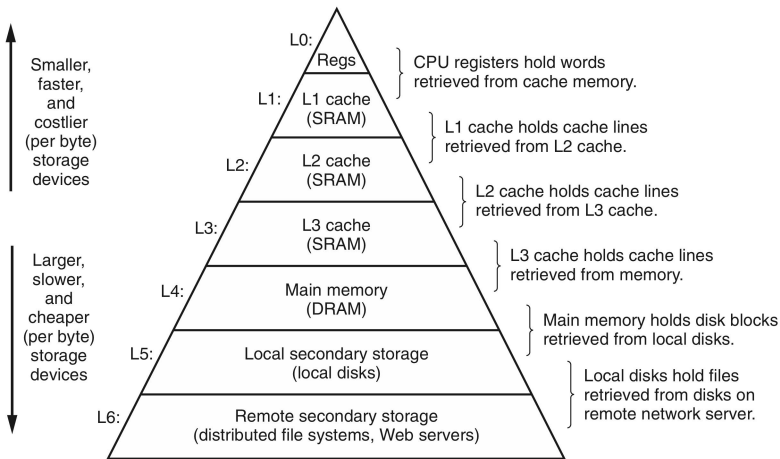 L0:
Regs
CPU registers hold words
retrieved from cache memory.
Smaller,
faster,
and
costlier
(per byte)
storage
devices
L1:
L1 cache
(SRAM)
L1 cache holds cache lines
retrieved from L2 cache.
L2:
L2 cache
(SRAM)
L2 cache holds cache lines
retrieved from L3 cache.
L3:
L3 cache
(SRAM)
L3 cache holds cache lines
retrieved from memory.
Larger,
slower,
and
cheaper
(per byte)
storage
devices
L4:
Main memory
(DRAM)
Main memory holds disk blocks
retrieved from local disks.
L5:
Local secondary storage
(local disks)
Local disks hold files
retrieved from disks on
remote network server.
L6:
Remote secondary storage
(distributed file systems, Web servers)